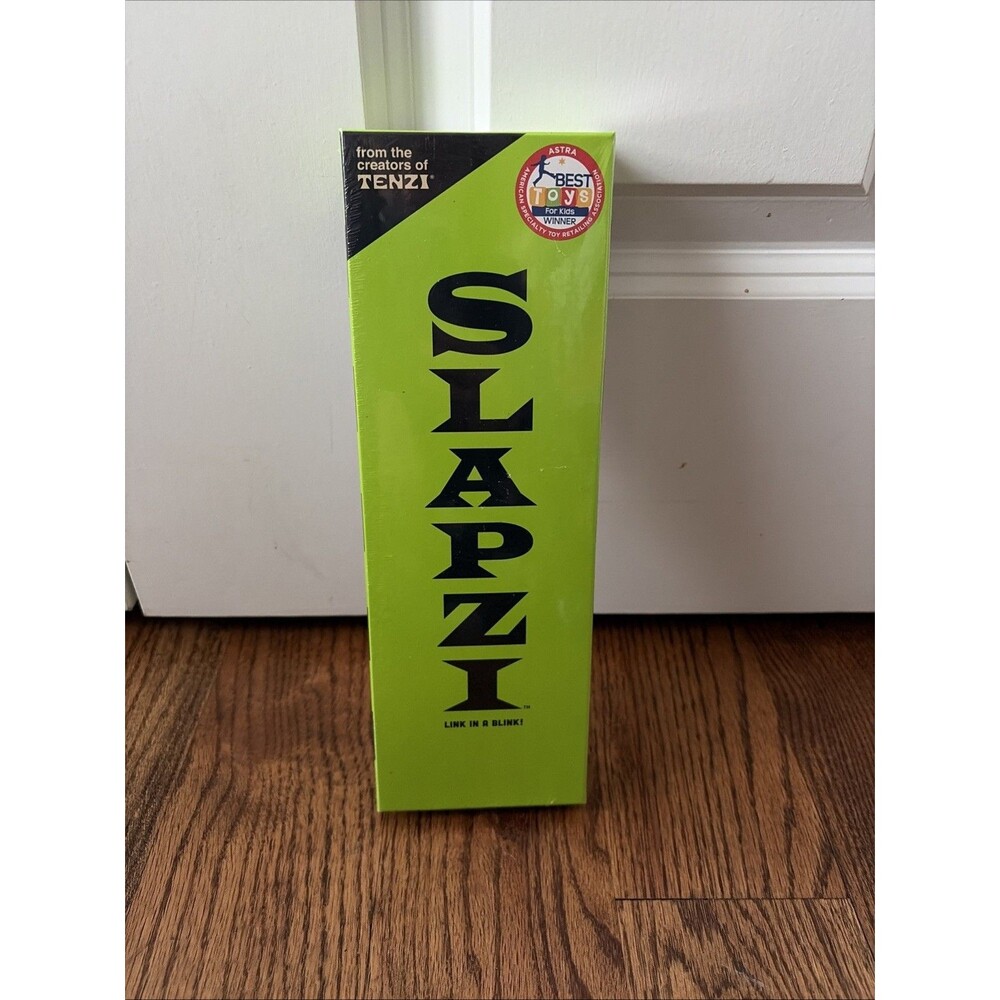 from the
creators of
TENZI®
ASTRA
AMERICAN SPECIALTY TOY RETAILING ASSOCIATION
BEST
TOYS
For Kids
WINNER
S
L
A
P
Z
I™
LINK IN A BLINK!